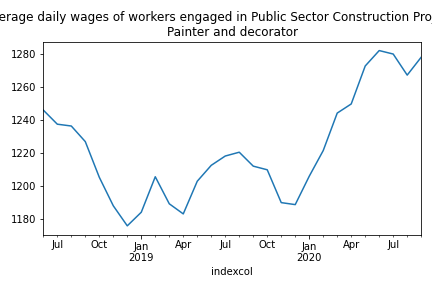 erage daily wages of workers engaged in Public Sector Construction Proj
Painter and decorator
1280
1260
1240
1220
1200
1180
Jul Oct Jan Apr Jul Oct Jan Apr Jul
2019 2020
indexcol